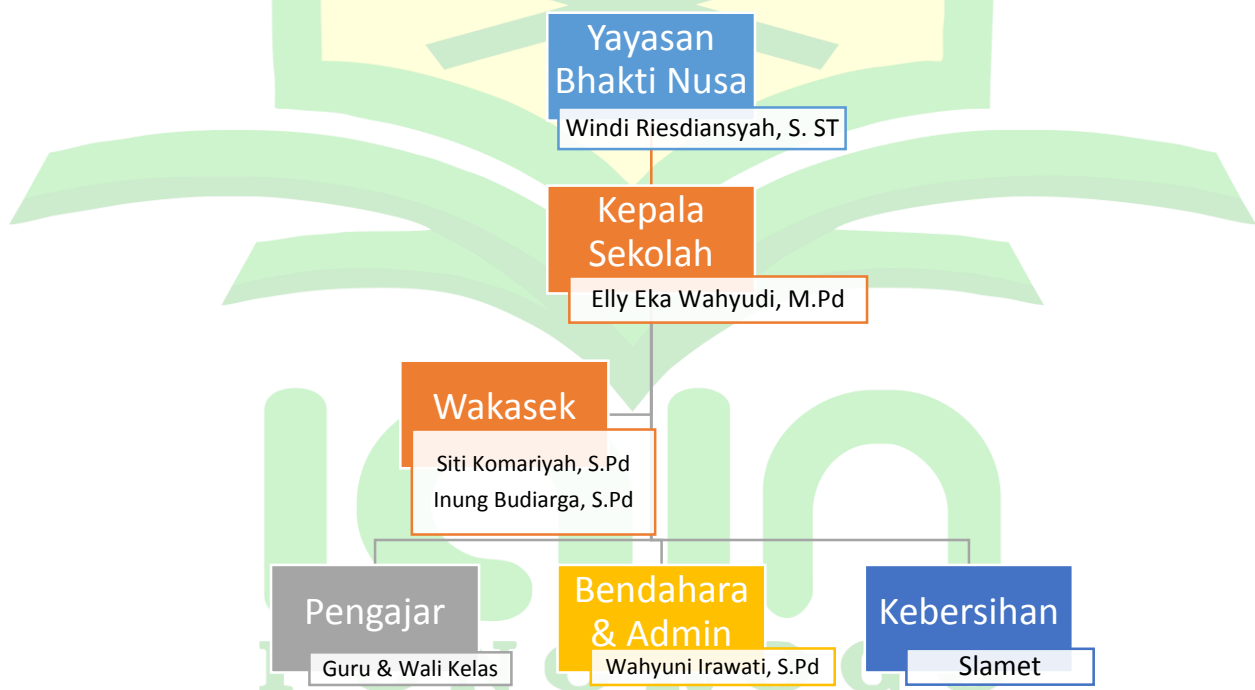 Yayasan
Bhakti Nusa
Windi Riesdiansyah, S. ST
Kepala
Sekolah
Elly Eka Wahyudi, M.Pd
Wakasek
Siti Komariyah, S.Pd
Inung Budiarga, S.Pd
Pengajar
Guru & Wali Kelas
Bendahara
& Admin
Wahyuni Irawati, S.Pd
Kebersihan
Slamet
iain